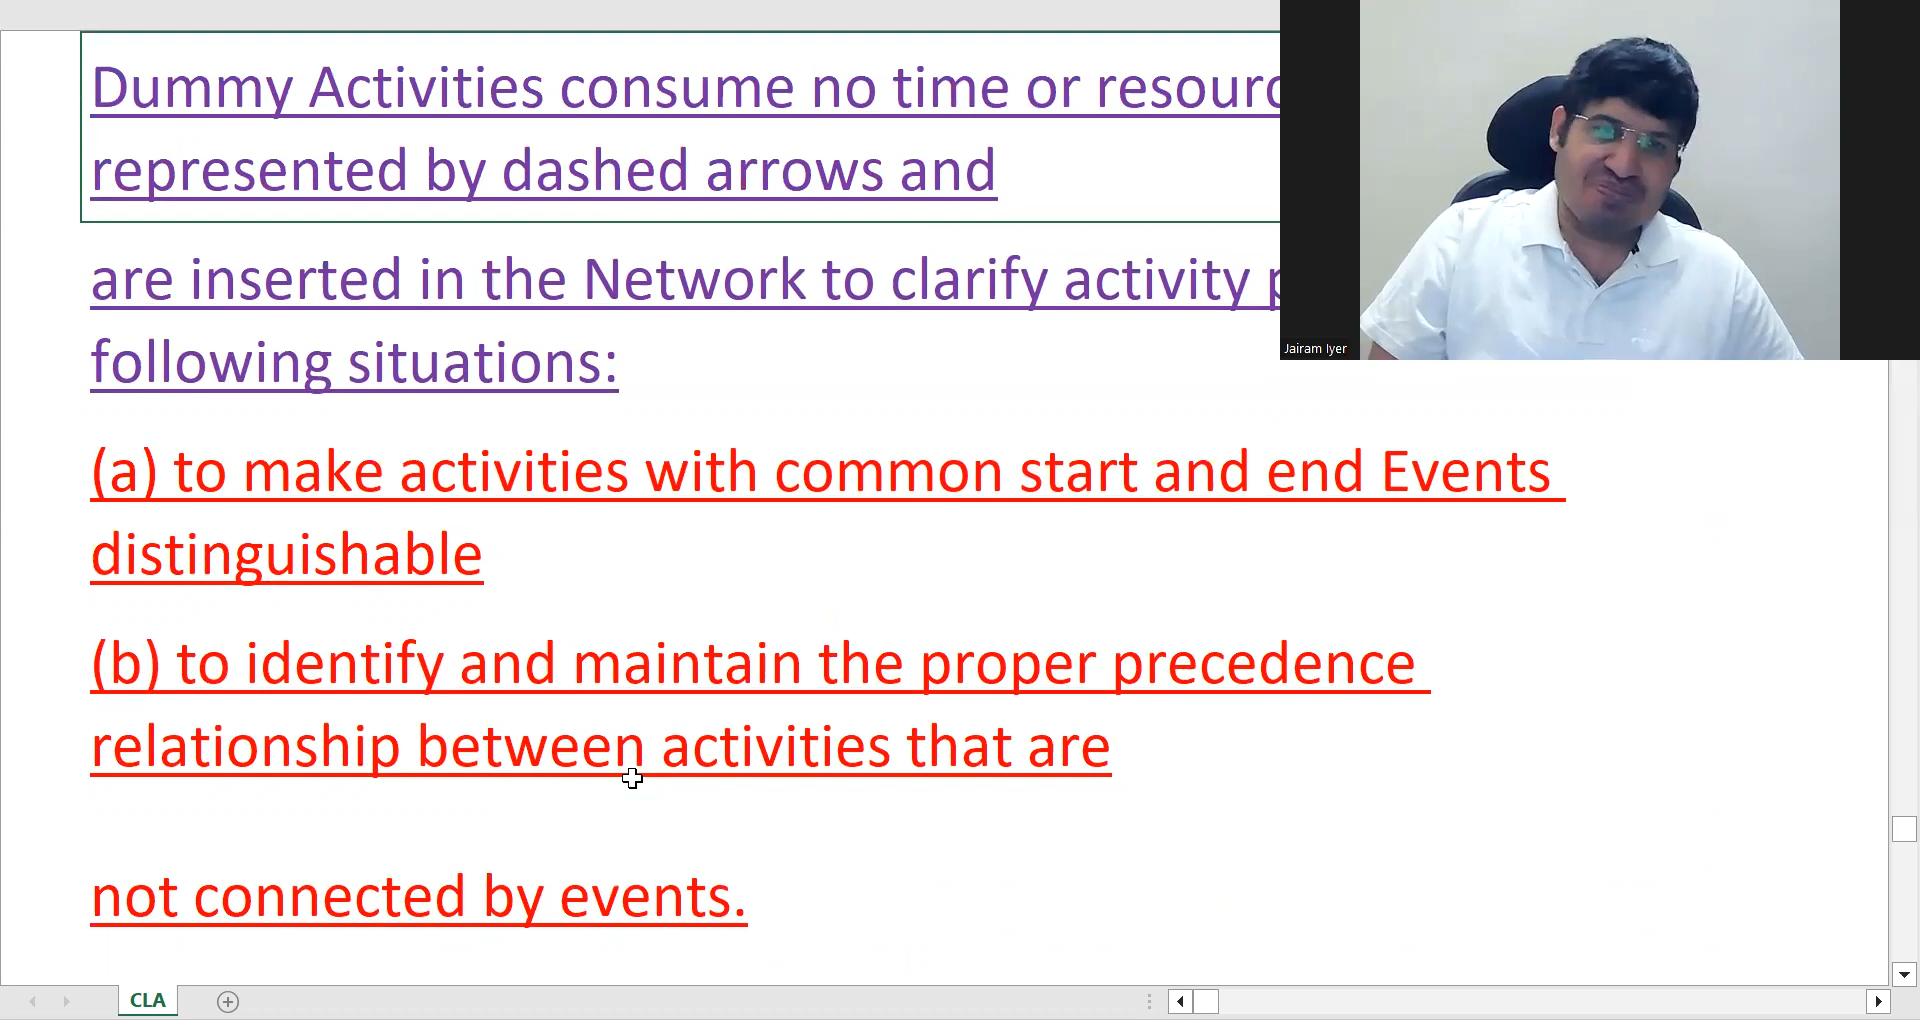 Dummy Activities consume no time or
represented by dashed arrows and
are inserted in the Network to clarify activity
following situations:
(a) to make activities with common start and end Events
distinguishable
(b) to identify and maintain the proper precedence
relationship between activities that are
not connected by events.
Jairam Iyer
CLA